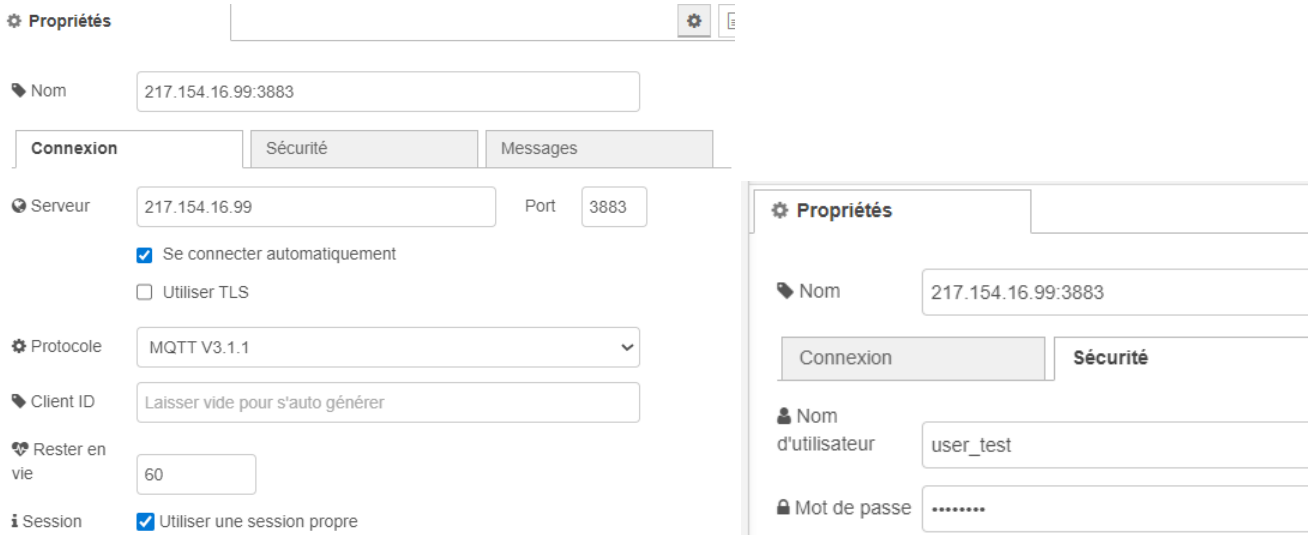 Propriétés
Nom 217.154.16.99:3883
Connexion Sécurité Messages
Serveur 217.154.16.99 Port 3883
Se connecter automatiquement
Utiliser TLS
Protocole MQTT V3.1.1
Client ID Laisser vide pour s'auto générer
Rester en
vie 60
Session Utiliser une session propre
Propriétés
Nom 217.154.16.99:3883
Connexion Sécurité
Nom
d'utilisateur user_test
Mot de passe ••••••••